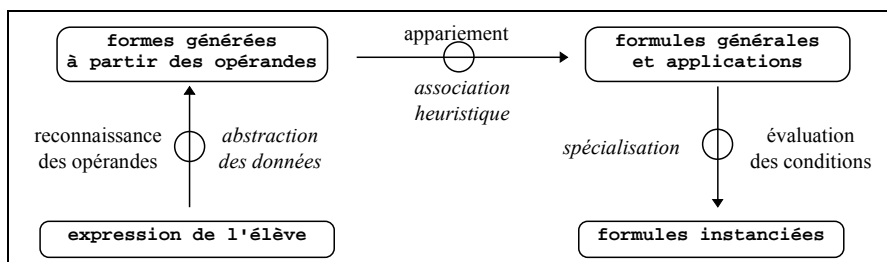 formes générées
à partir des opérandes
appariement
association
heuristique
formules générales
et applications
reconnaissance
des opérandes
abstraction
des données
spécialisation
évaluation
des conditions
expression de l'élève
formules instanciées